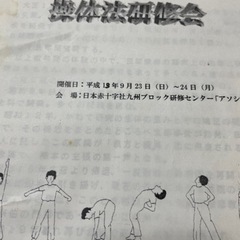 操体法研修会
開催日：平成13年9月23日（日）～24日（月）
会　場：日本赤十字社九州ブロック研修センター「アソシ